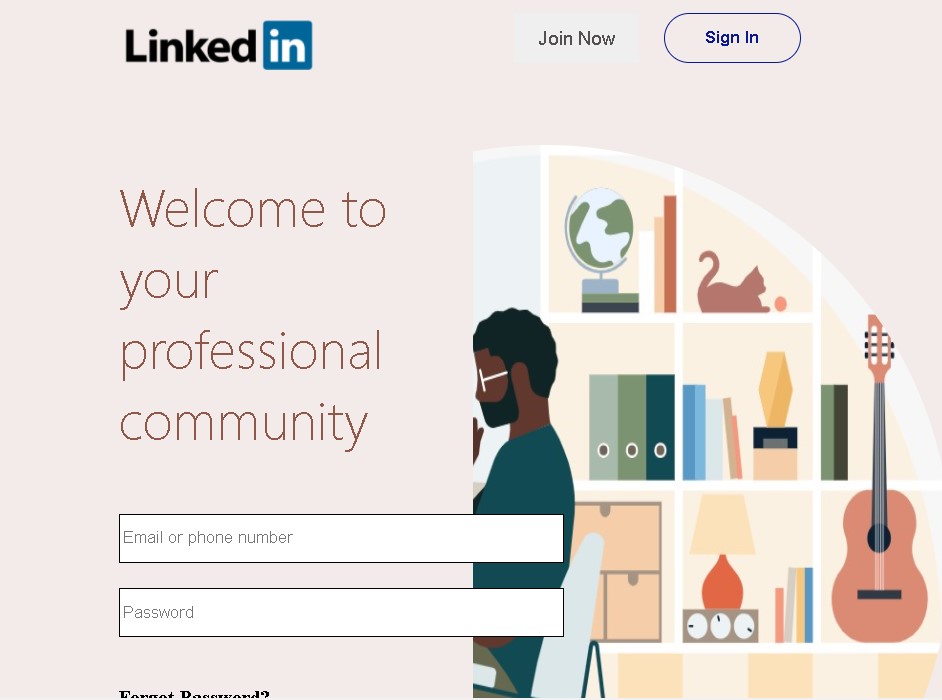 Linked in
Join Now
Sign In
Welcome to
your
professional
community
Email or phone number
Password
Forgot Password?